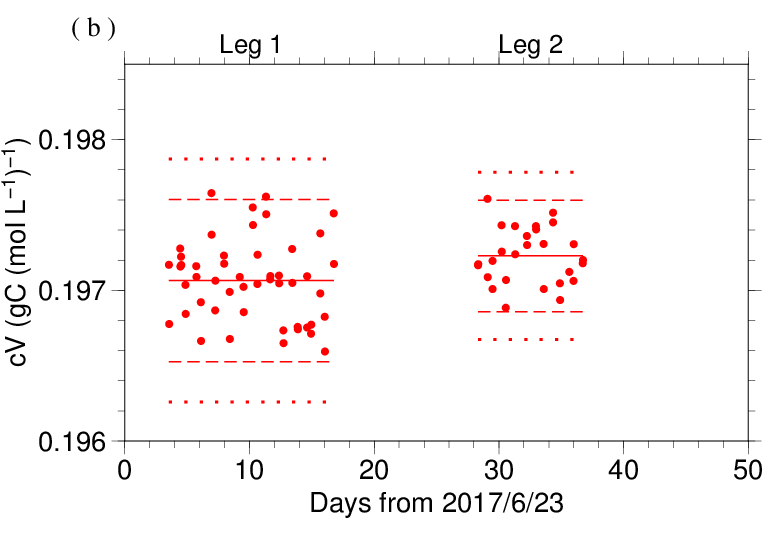 ( b )
Leg 1 Leg 2
0.198
0.197
0.196
cV (gC (mol L⁻¹)⁻¹)
0 10 20 30 40 50
Days from 2017/6/23